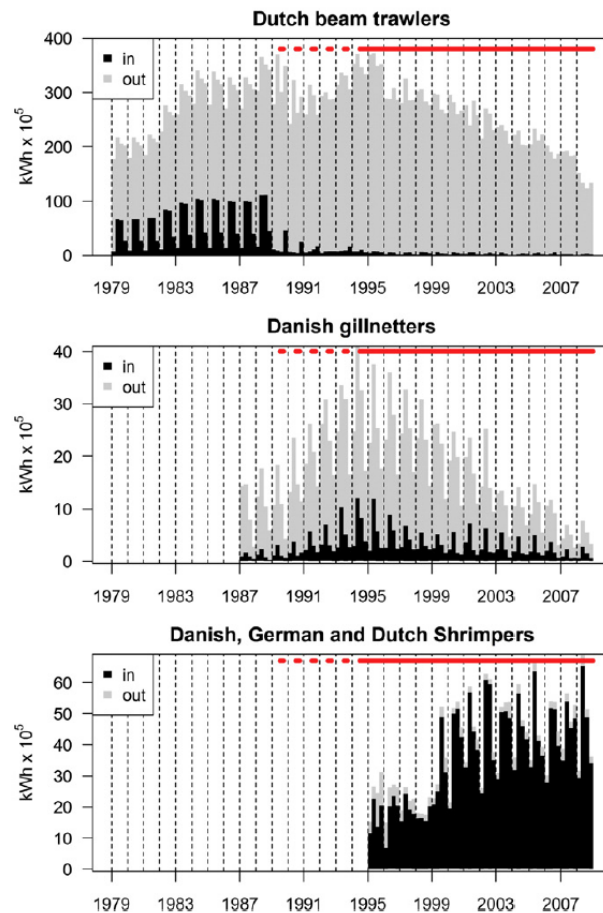 Dutch beam trawlers
400
300
200
100
0
kWh x 10⁵
in
out
1979 1983 1987 1991 1995 1999 2003 2007
Danish gillnetters
40
30
20
10
0
kWh x 10⁵
in
out
1979 1983 1987 1991 1995 1999 2003 2007
Danish, German and Dutch Shrimpers
60
50
40
30
20
10
0
kWh x 10⁵
in
out
1979 1983 1987 1991 1995 1999 2003 2007